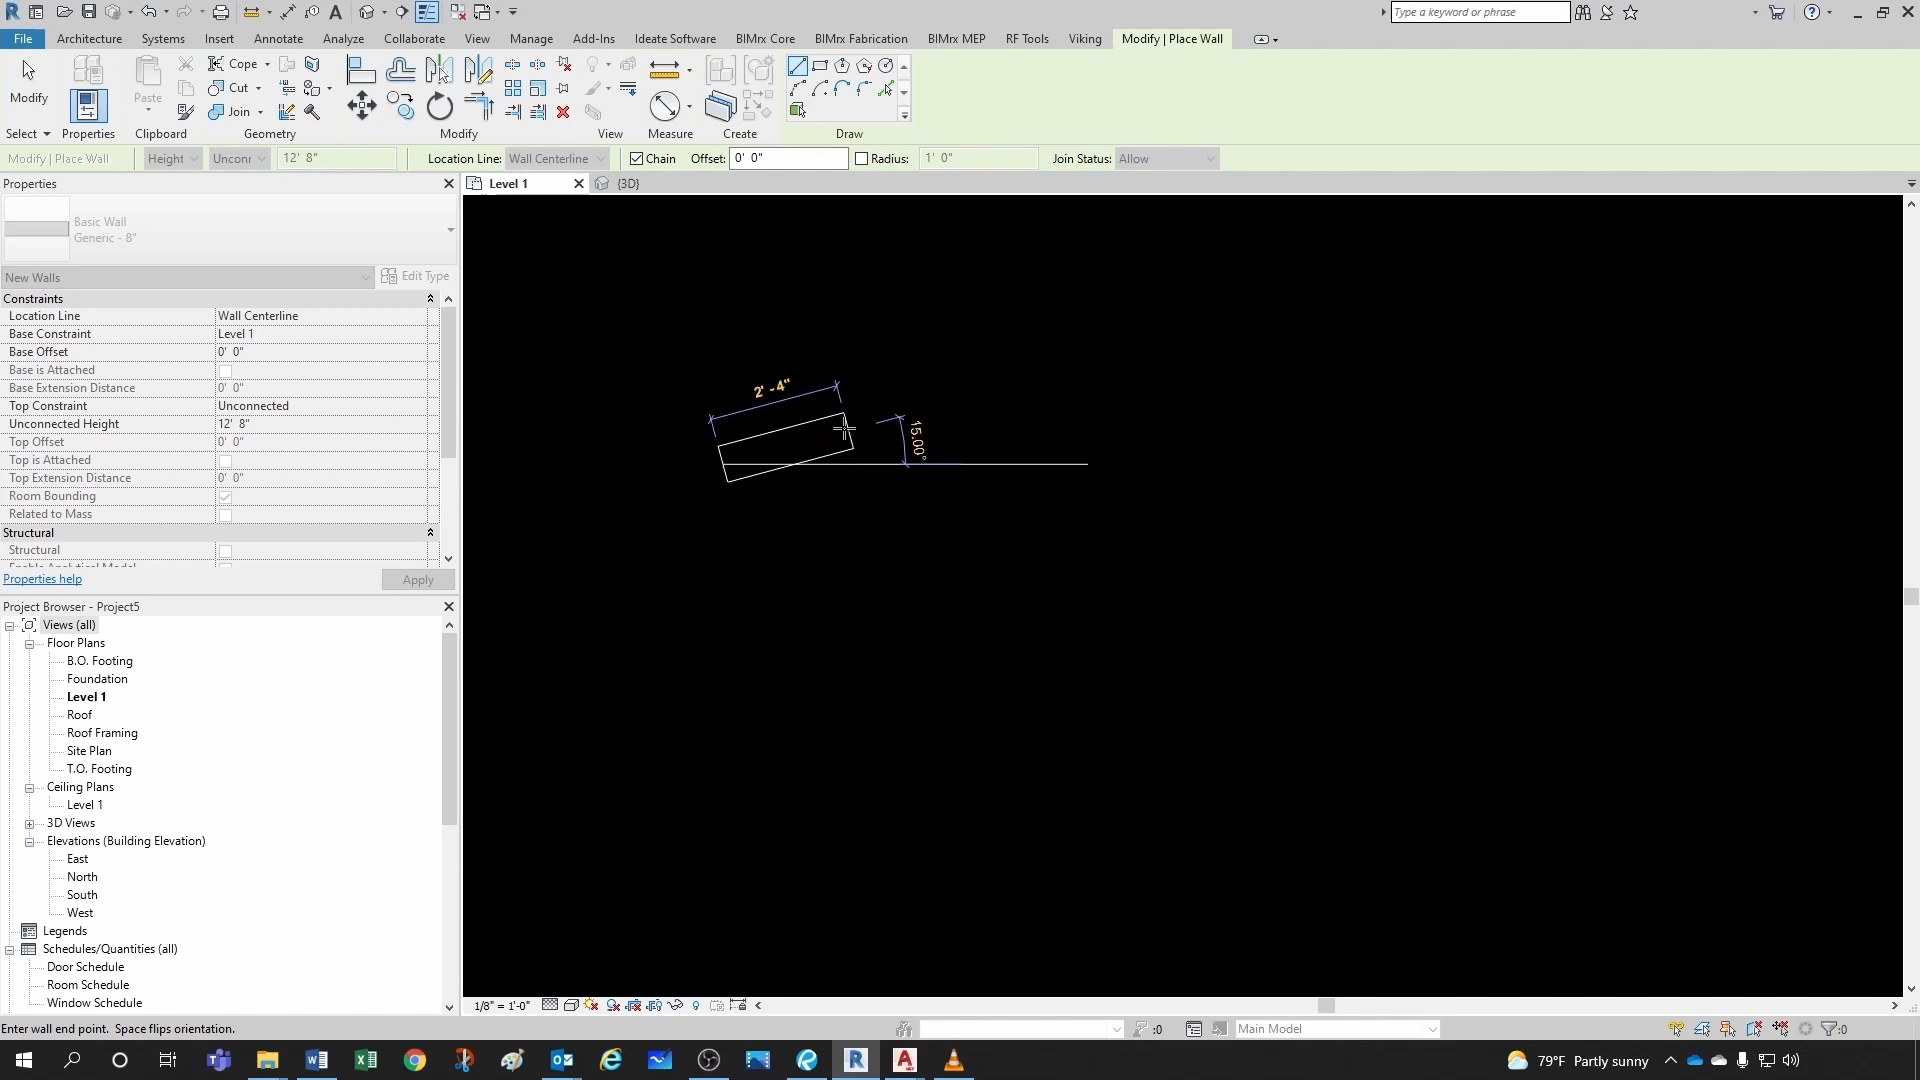 Type a keyword or phrase
File Architecture Systems Insert Annotate Analyze Collaborate View Manage Add-Ins Ideate Software BIMrx Core BIMrx Fabrication BIMrx MEP RF Tools Viking Modify | Place Wall
Modify Paste Cope
Cut
Join
Select Properties Clipboard Geometry Modify View Measure Create Draw
Modify | Place Wall Height Unconr 12' 8" Location Line: Wall Centerline Chain Offset: 0' 0" Radius: 1' 0" Join Status: Allow
Properties
Level 1 {3D}
Basic Wall
Generic - 8"
New Walls Edit Type
Constraints
Location Line Wall Centerline
Base Constraint Level 1
Base Offset 0' 0"
Base is Attached
Base Extension Distance 0' 0"
Top Constraint Unconnected
Unconnected Height 12' 8"
Top Offset 0' 0"
Top is Attached
Top Extension Distance 0' 0"
Room Bounding
Related to Mass
Structural
Structural
Properties help Apply
2' -4"
15.00°
Project Browser - Project5
Views (all)
Floor Plans
B.O. Footing
Foundation
Level 1
Roof
Roof Framing
Site Plan
T.O. Footing
Ceiling Plans
Level 1
3D Views
Elevations (Building Elevation)
East
North
South
West
Legends
Schedules/Quantities (all)
Door Schedule
Room Schedule
Window Schedule
1/8" = 1'-0"
Enter wall end point. Space flips orientation. :0 Main Model :0
79°F Partly sunny